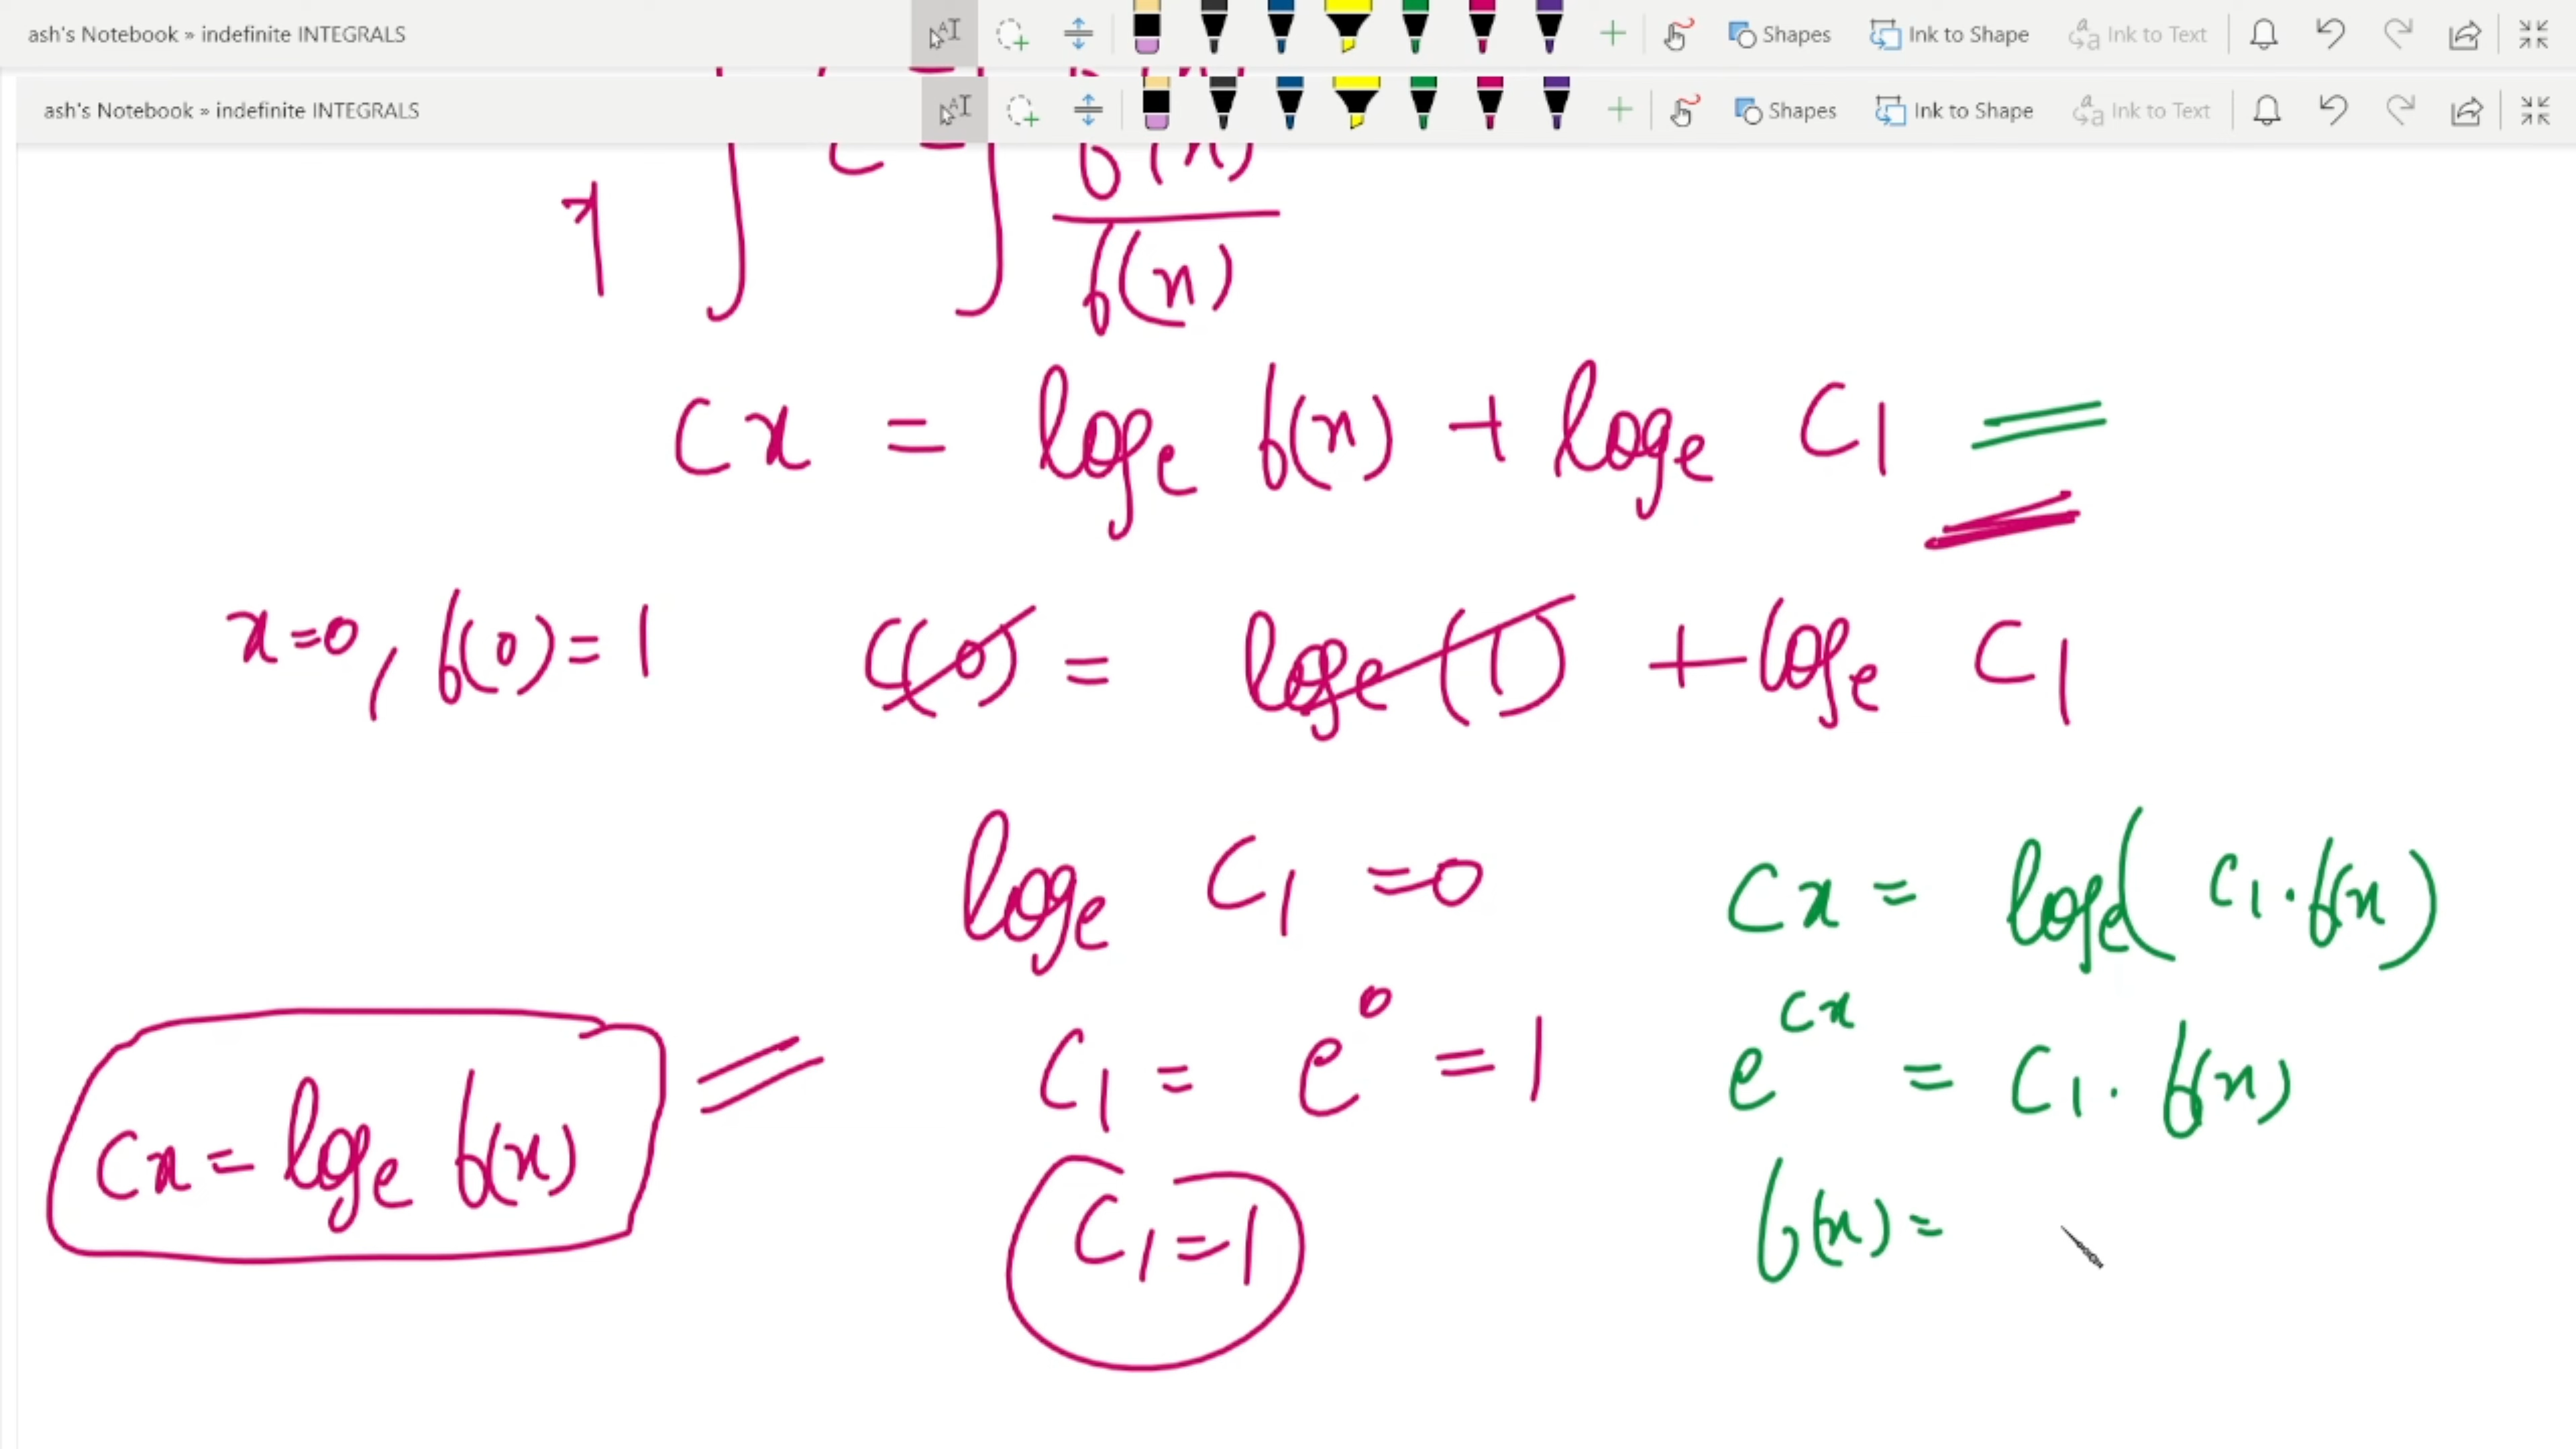 ash's Notebook » indefinite INTEGRALS Shapes Ink to Shape Ink to Text
ash's Notebook » indefinite INTEGRALS Shapes Ink to Shape Ink to Text
∫ c = ∫ f'(x) / f(x)
cx = logₑ f(x) + logₑ C₁
x=0, f(0)=1 c(0) = logₑ(1) + logₑ C₁
logₑ C₁ =0
cx = logₑ( C₁·f(x))
C₁ = e⁰ = 1
e^{cx} = C₁. f(x)
cx = logₑ f(x)
C₁=1
f(x)=